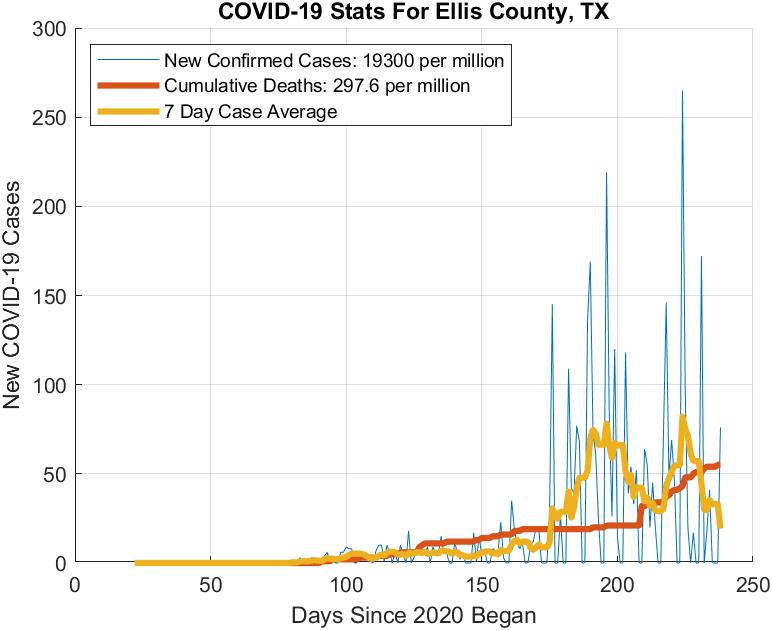 COVID-19 Stats For Ellis County, TX
New Confirmed Cases: 19300 per million
Cumulative Deaths: 297.6 per million
7 Day Case Average
New COVID-19 Cases
300
250
200
150
100
50
0
0 50 100 150 200 250
Days Since 2020 Began